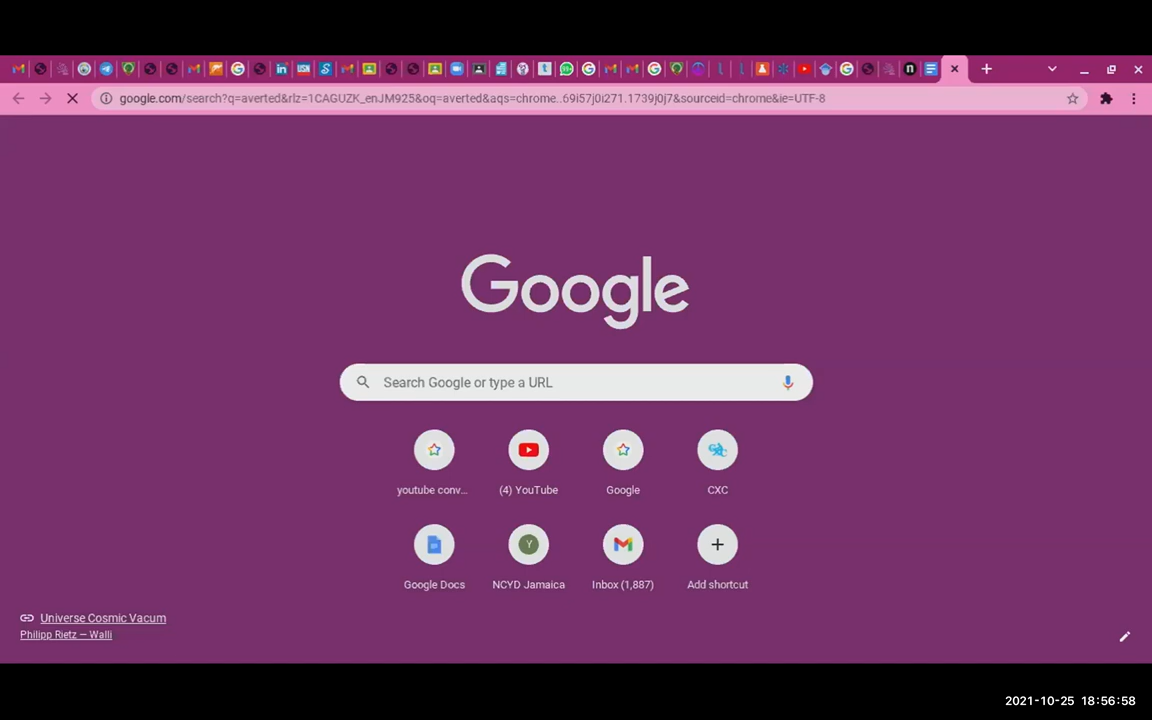 google.com/search?q=averted&rlz=1CAGUZK_enJM925&oq=averted&aqs=chrome..69i57j0i271.1739j0j7&sourceid=chrome&ie=UTF-8
Google
Search Google or type a URL
youtube conv...
(4) YouTube
Google
CXC
Y
Google Docs
NCYD Jamaica
Inbox (1,887)
Add shortcut
Universe Cosmic Vacum
Philipp Rietz — Walli
2021-10-25 18:56:58